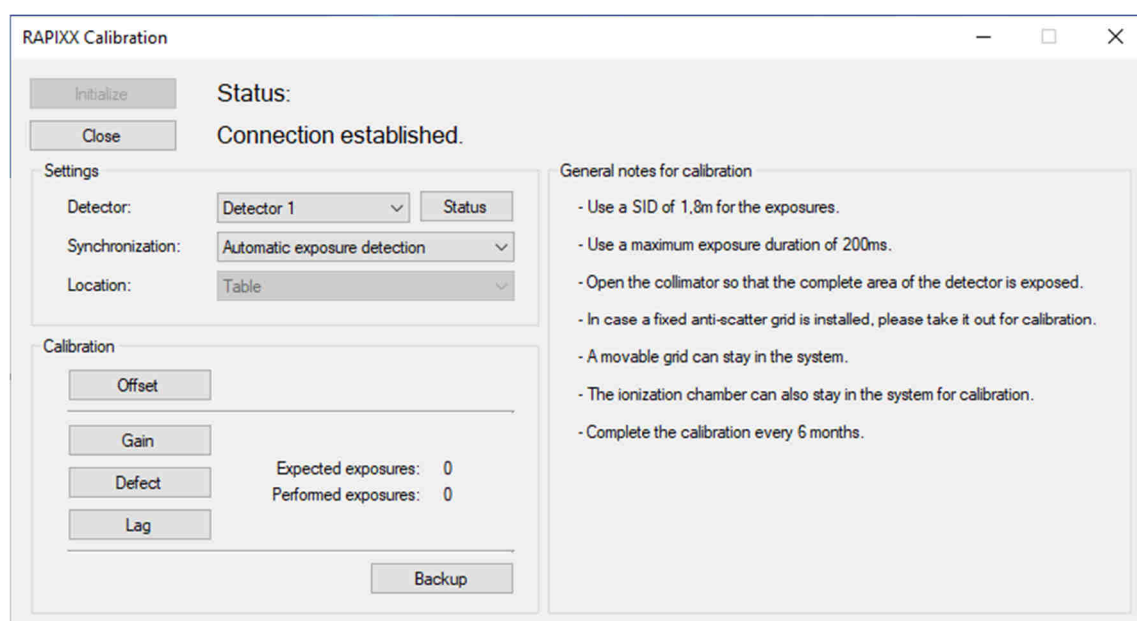 RAPIXX Calibration
Initialize
Status:
Close
Connection established.
Settings
Detector:
Detector 1
Status
Synchronization:
Automatic exposure detection
Location:
Table
Calibration
Offset
Gain
Defect
Lag
Expected exposures: 0
Performed exposures: 0
Backup
General notes for calibration
- Use a SID of 1,8m for the exposures.
- Use a maximum exposure duration of 200ms.
- Open the collimator so that the complete area of the detector is exposed.
- In case a fixed anti-scatter grid is installed, please take it out for calibration.
- A movable grid can stay in the system.
- The ionization chamber can also stay in the system for calibration.
- Complete the calibration every 6 months.